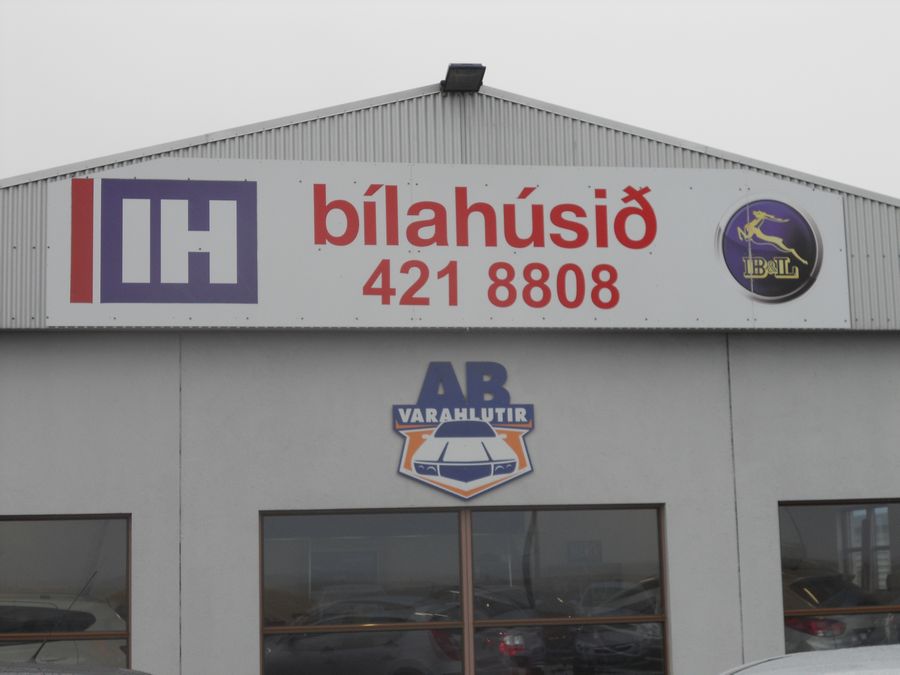 IH
bílahúsið
421 8808
B&L
AB
VARAHLUTIR